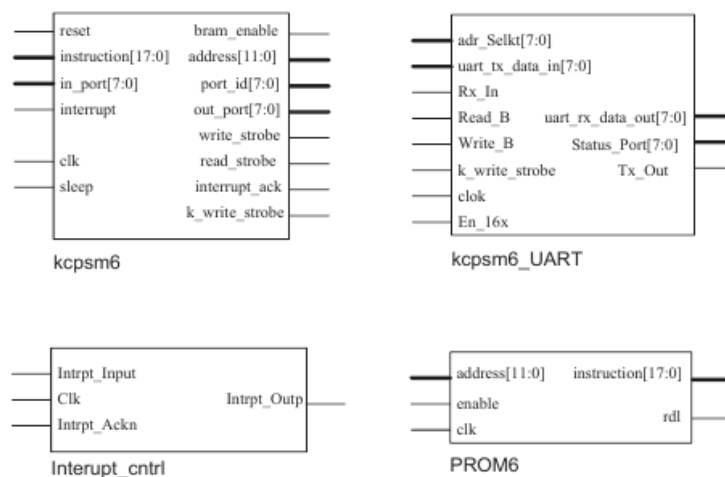 reset bram_enable
instruction[17:0] address[11:0]
in_port[7:0] port_id[7:0]
interrupt out_port[7:0]
write_strobe
clk read_strobe
sleep interrupt_ack
k_write_strobe
kcpsm6
adr_Selkt[7:0]
uart_tx_data_in[7:0]
Rx_In
Read_B uart_rx_data_out[7:0]
Write_B Status_Port[7:0]
k_write_strobe Tx_Out
clok
En_16x
kcpsm6_UART
Intrpt_Input
Clk Intrpt_Outp
Intrpt_Ackn
Interupt_cntrl
address[11:0] instruction[17:0]
enable
rdl
clk
PROM6